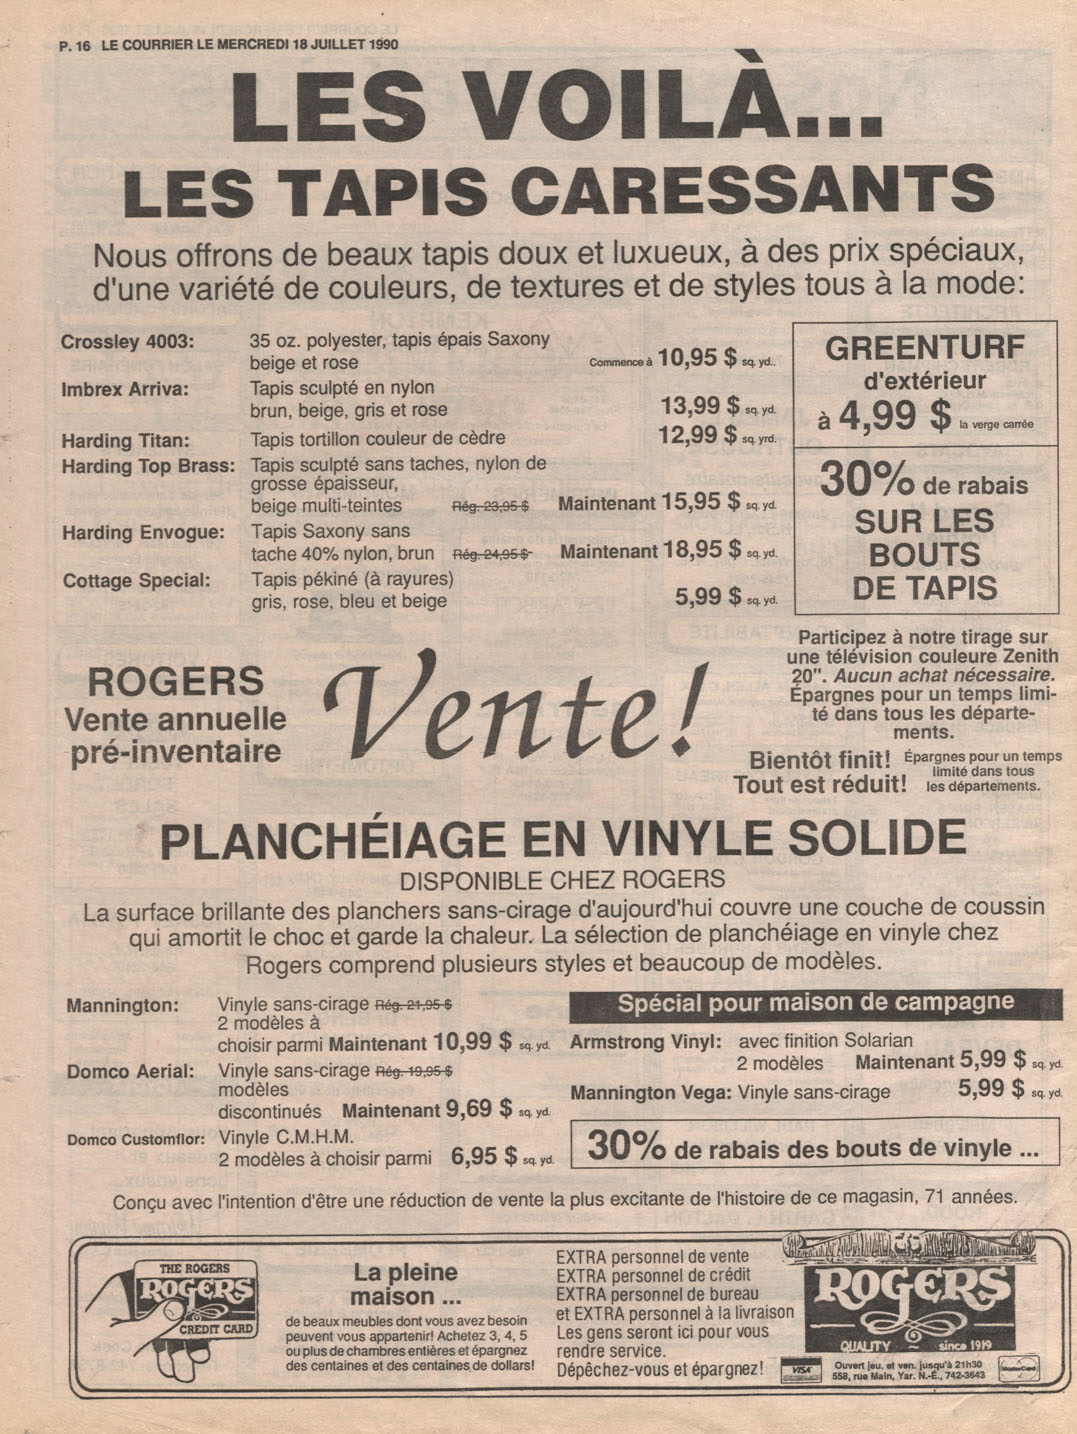 P. 16 LE COURRIER LE MERCREDI 18 JUILLET 1990
LES VOILÀ...
LES TAPIS CARESSANTS
Nous offrons de beaux tapis doux et luxueux, à des prix spéciaux,
d'une variété de couleurs, de textures et de styles tous à la mode:
Crossley 4003: 35 oz. polyester, tapis épais Saxony
beige et rose Commence à 10,95 $ sq. yd..
Imbrex Arriva: Tapis sculpté en nylon
brun, beige, gris et rose 13,99 $ sq. yd.
Harding Titan: Tapis tortillon couleur de cèdre 12,99 $ sq. yrd.
Harding Top Brass: Tapis sculpté sans taches, nylon de
grosse épaisseur,
beige multi-teintes Rég. 23,95 $ Maintenant 15,95 $ sq. yd.
Harding Envogue: Tapis Saxony sans
tache 40% nylon, brun Rég. 24,95 $ Maintenant 18,95 $ sq. yd.
Cottage Special: Tapis pékiné (à rayures)
gris, rose, bleu et beige 5,99 $ sq. yd.
GREENTURF
d'extérieur
à 4,99 $ la verge carrée
30% de rabais
SUR LES
BOUTS
DE TAPIS
ROGERS
Vente annuelle
pré-inventaire
Vente!
Participez à notre tirage sur
une télévision couleure Zenith
20". Aucun achat nécessaire.
Épargnes pour un temps limi-
té dans tous les départe-
ments.
Bientôt finit!
Tout est réduit!
Épargnes pour un temps
limité dans tous
les départements.
PLANCHÉIAGE EN VINYLE SOLIDE
DISPONIBLE CHEZ ROGERS
La surface brillante des planchers sans-cirage d'aujourd'hui couvre une couche de coussin
qui amortit le choc et garde la chaleur. La sélection de planchéiage en vinyle chez
Rogers comprend plusieurs styles et beaucoup de modèles.
Mannington: Vinyle sans-cirage Rég. 21,95 $
2 modèles à
choisir parmi Maintenant 10,99 $ sq. yd.
Domco Aerial: Vinyle sans-cirage Rég. 19,95 $
modèles
discontinués Maintenant 9,69 $ sq. yd.
Domco Customflor: Vinyle C.M.H.M.
2 modèles à choisir parmi 6,95 $ sq. yd.
Spécial pour maison de campagne
Armstrong Vinyl: avec finition Solarian
2 modèles Maintenant 5,99 $ sq. yd.
Mannington Vega: Vinyle sans-cirage 5,99 $ sq. yd.
30% de rabais des bouts de vinyle ...
Conçu avec l'intention d'être une réduction de vente la plus excitante de l'histoire de ce magasin, 71 années.
THE ROGERS
ROGERS
CREDIT CARD
La pleine
maison ...
de beaux meubles dont vous avez besoin
peuvent vous appartenir! Achetez 3, 4, 5
ou plus de chambres entières et épargnez
des centaines et des centaines de dollars!
EXTRA personnel de vente
EXTRA personnel de crédit
EXTRA personnel de bureau
et EXTRA personnel à la livraison
Les gens seront ici pour vous
rendre service.
Dépêchez-vous et épargnez!
ROGERS
QUALITY ~ since 1919
VISA
Ouvert jeu. et ven. jusqu'à 21h30
558, rue Main, Yar. N.-É., 742-3643
MasterCard